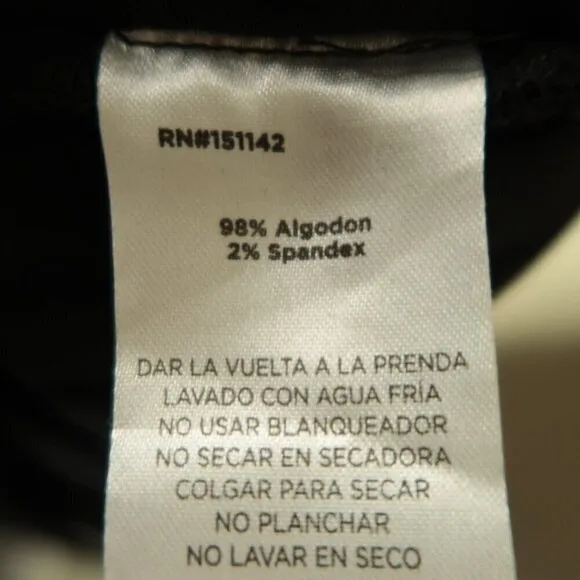 RN#151142
98% Algodon
2% Spandex
DAR LA VUELTA A LA PRENDA
LAVADO CON AGUA FRÍA
NO USAR BLANQUEADOR
NO SECAR EN SECADORA
COLGAR PARA SECAR
NO PLANCHAR
NO LAVAR EN SECO